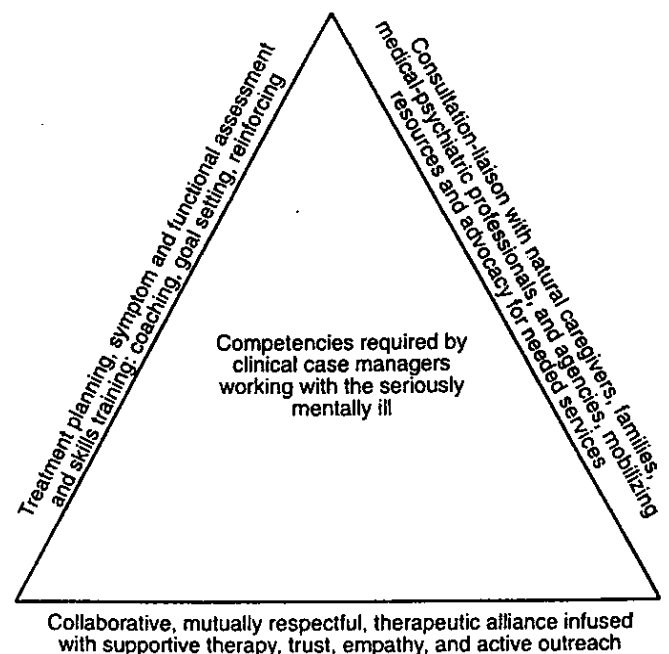 Treatment planning, symptom and functional assessment
and skills training: coaching, goal setting, reinforcing
Consultation-liaison with natural caregivers, families,
medical-psychiatric professionals, and agencies, mobilizing
resources and advocacy for needed services
Competencies required by
clinical case managers
working with the seriously
mentally ill
Collaborative, mutually respectful, therapeutic alliance infused
with supportive therapy, trust, empathy, and active outreach